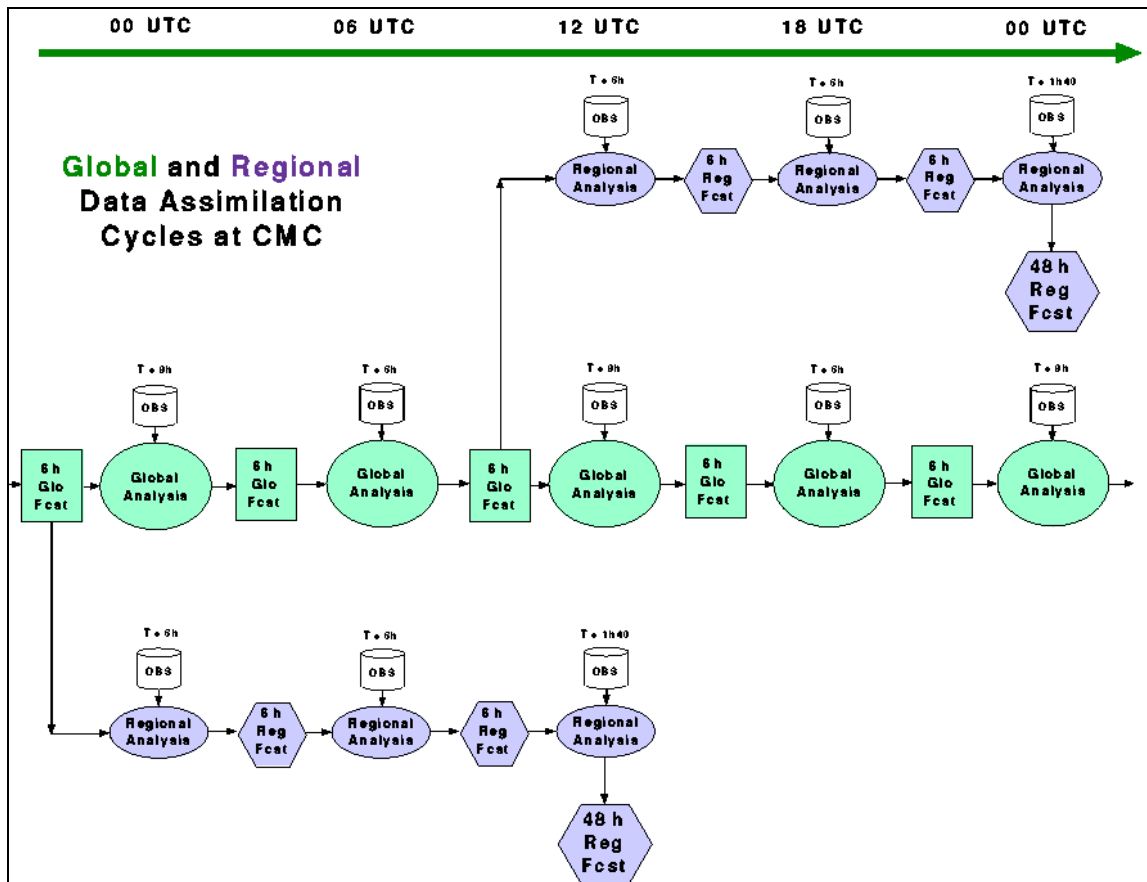 00 UTC 06 UTC 12 UTC 18 UTC 00 UTC
T + 6h T + 6h T + 1h40
OBS OBS OBS
Global and Regional
Data Assimilation
Cycles at CMC
Regional
Analysis
6 h
Reg
Fcst
Regional
Analysis
6 h
Reg
Fcst
Regional
Analysis
48 h
Reg
Fcst
T + 9h T + 6h T + 9h T + 6h T + 9h
OBS OBS OBS OBS OBS
6 h
Glo
Fcst
Global
Analysis
6 h
Glo
Fcst
Global
Analysis
6 h
Glo
Fcst
Global
Analysis
6 h
Glo
Fcst
Global
Analysis
6 h
Glo
Fcst
Global
Analysis
T + 6h T + 6h T + 1h40
OBS OBS OBS
Regional
Analysis
6 h
Reg
Fcst
Regional
Analysis
6 h
Reg
Fcst
Regional
Analysis
48 h
Reg
Fcst